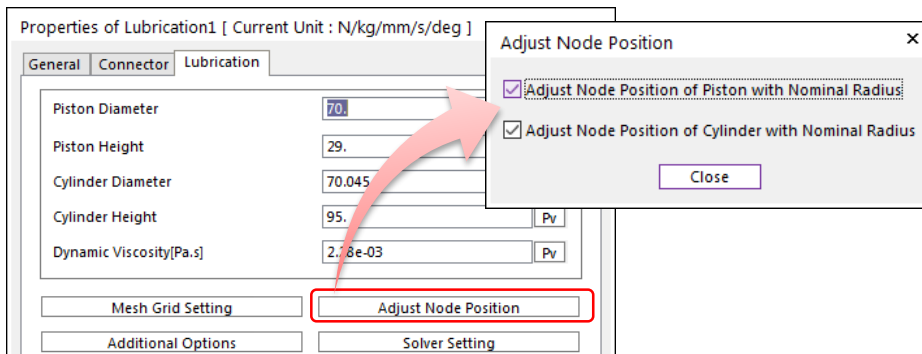 Properties of Lubrication1 [ Current Unit : N/kg/mm/s/deg ]
General Connector Lubrication
Piston Diameter 70.
Piston Height 29.
Cylinder Diameter 70.045
Cylinder Height 95. Pv
Dynamic Viscosity[Pa.s] Pv
Mesh Grid Setting Adjust Node Position
Additional Options Solver Setting
Adjust Node Position ×
Adjust Node Position of Piston with Nominal Radius
Adjust Node Position of Cylinder with Nominal Radius
Close